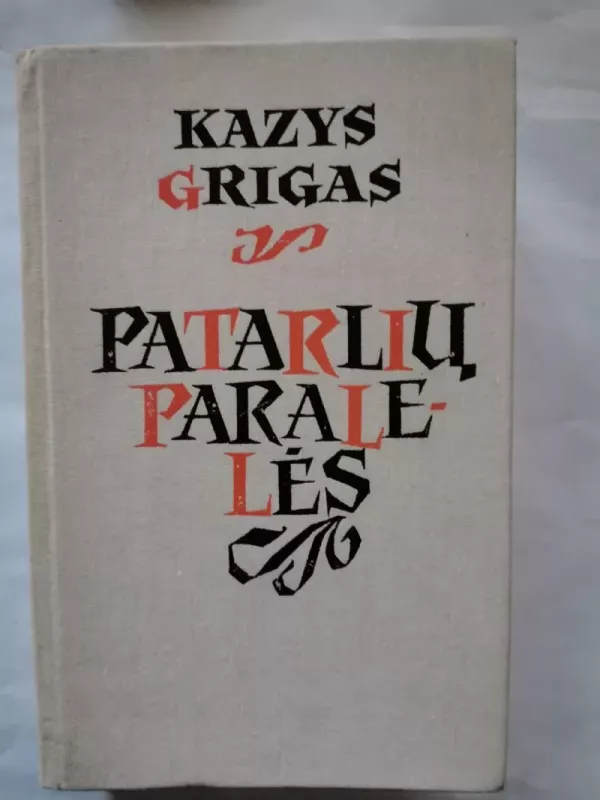 KAZYS
GRIGAS
PATARLIŲ
PARALE-
LĖS